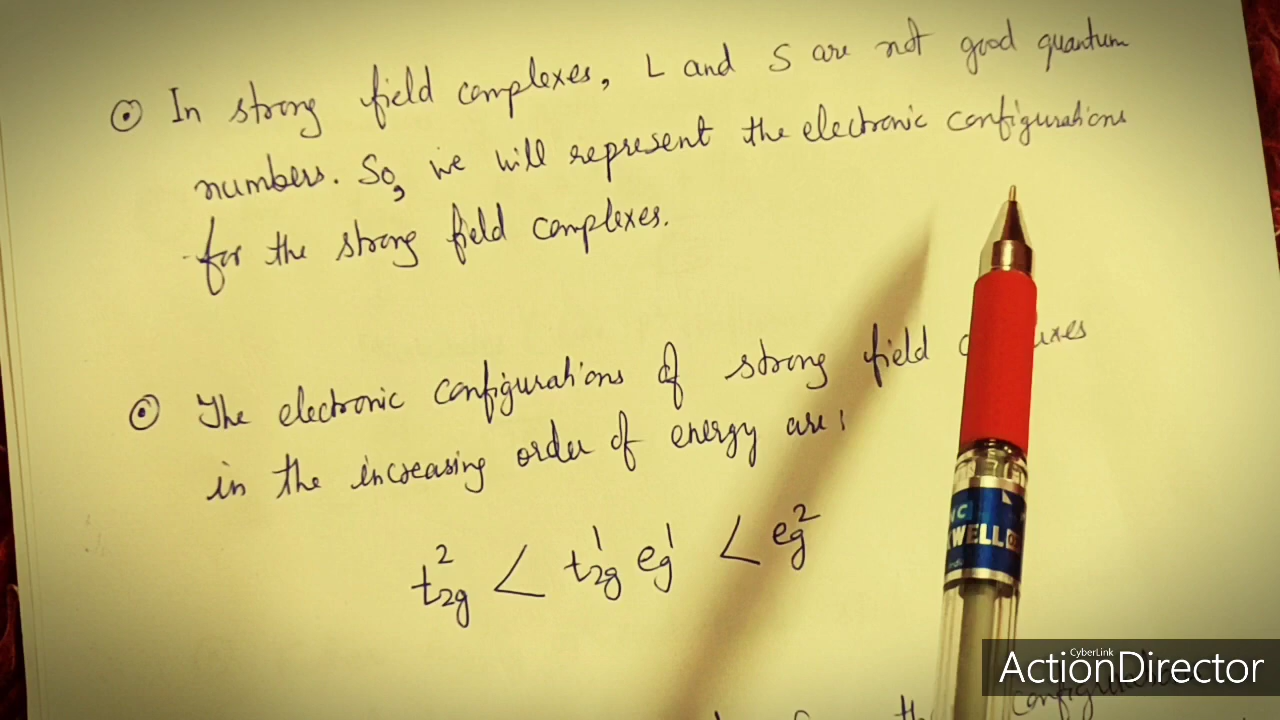 ⊙ In strong field complexes, L and S are not good quantum
numbers. So, we will represent the electronic configurations
for the strong field complexes.
⊙ The electronic configurations of strong field
in the increasing order of energy are:
t₂g² < t₂g¹ eg¹ < eg²
CyberLink
ActionDirector